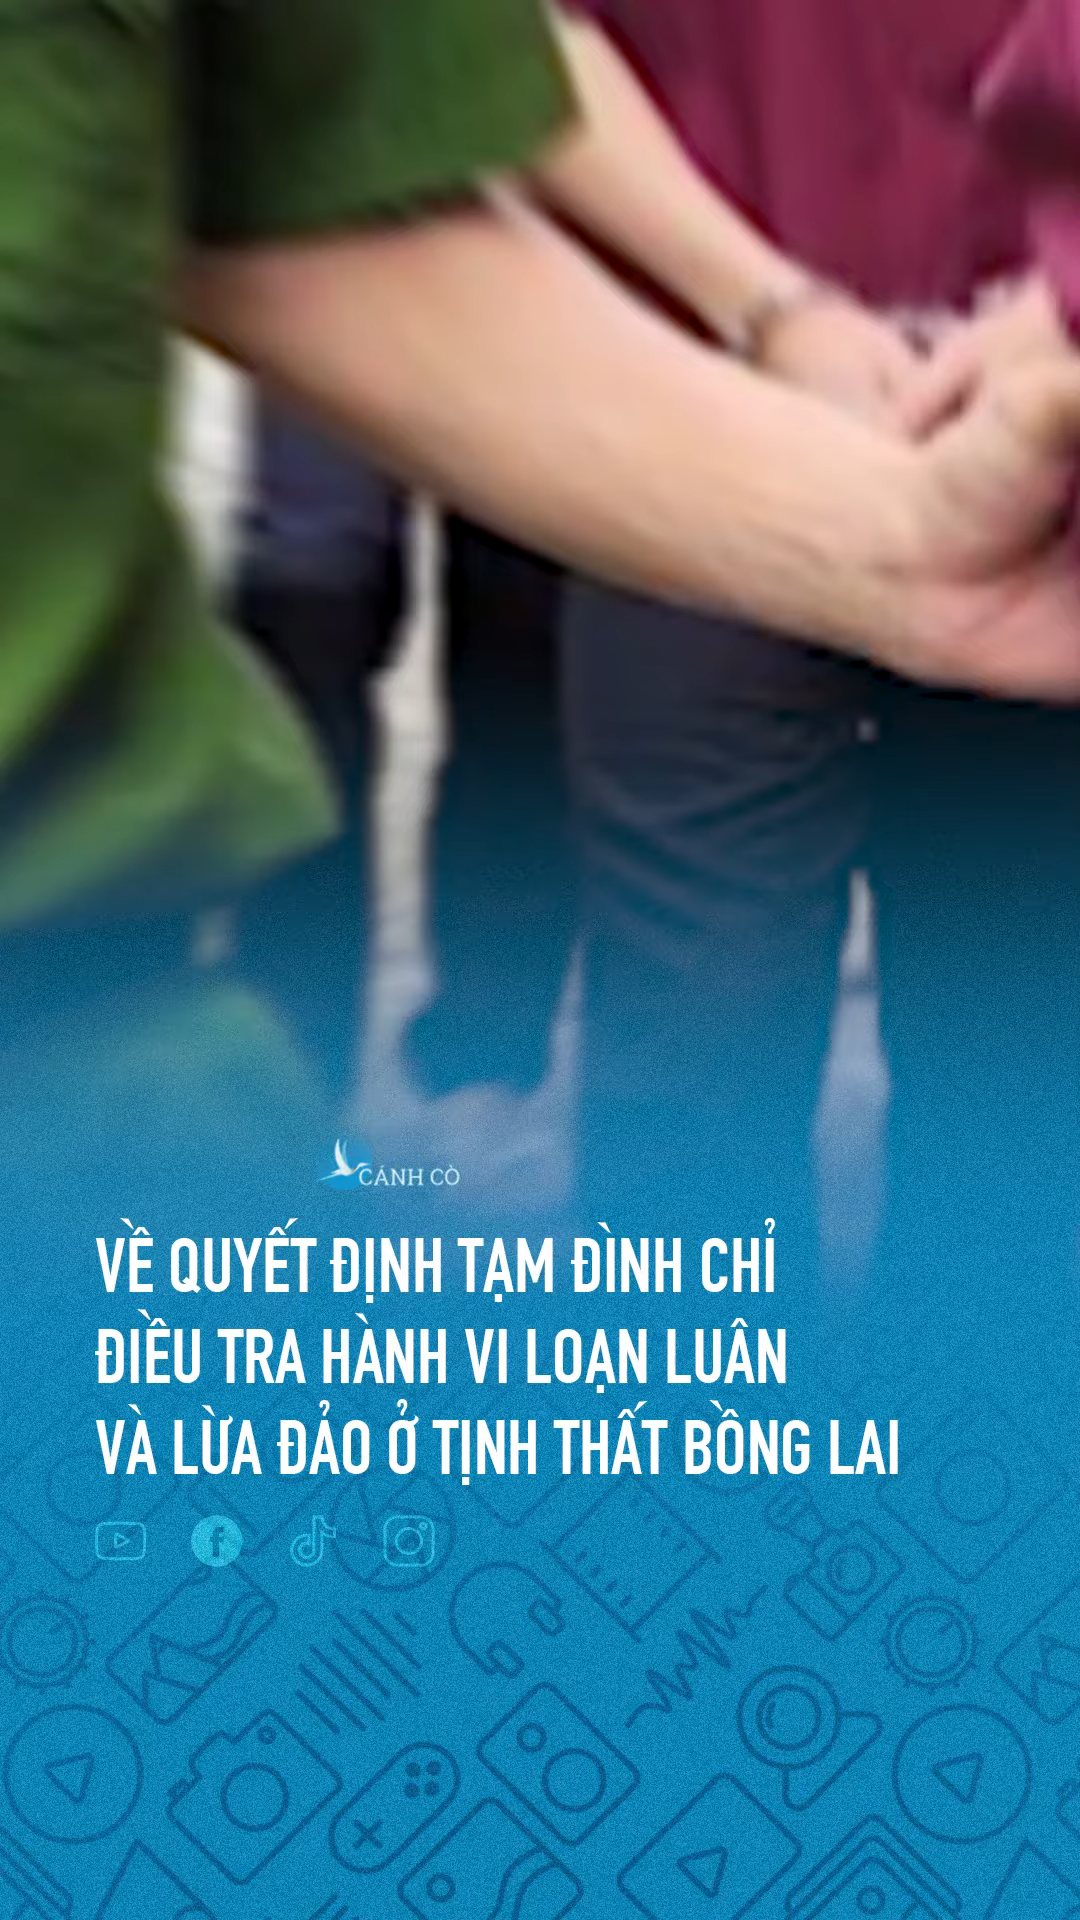 CÁNH CÒ
VỀ QUYẾT ĐỊNH TẠM ĐÌNH CHỈ
ĐIỀU TRA HÀNH VI LOẠN LUÂN
VÀ LỪA ĐẢO Ở TỊNH THẤT BỒNG LAI